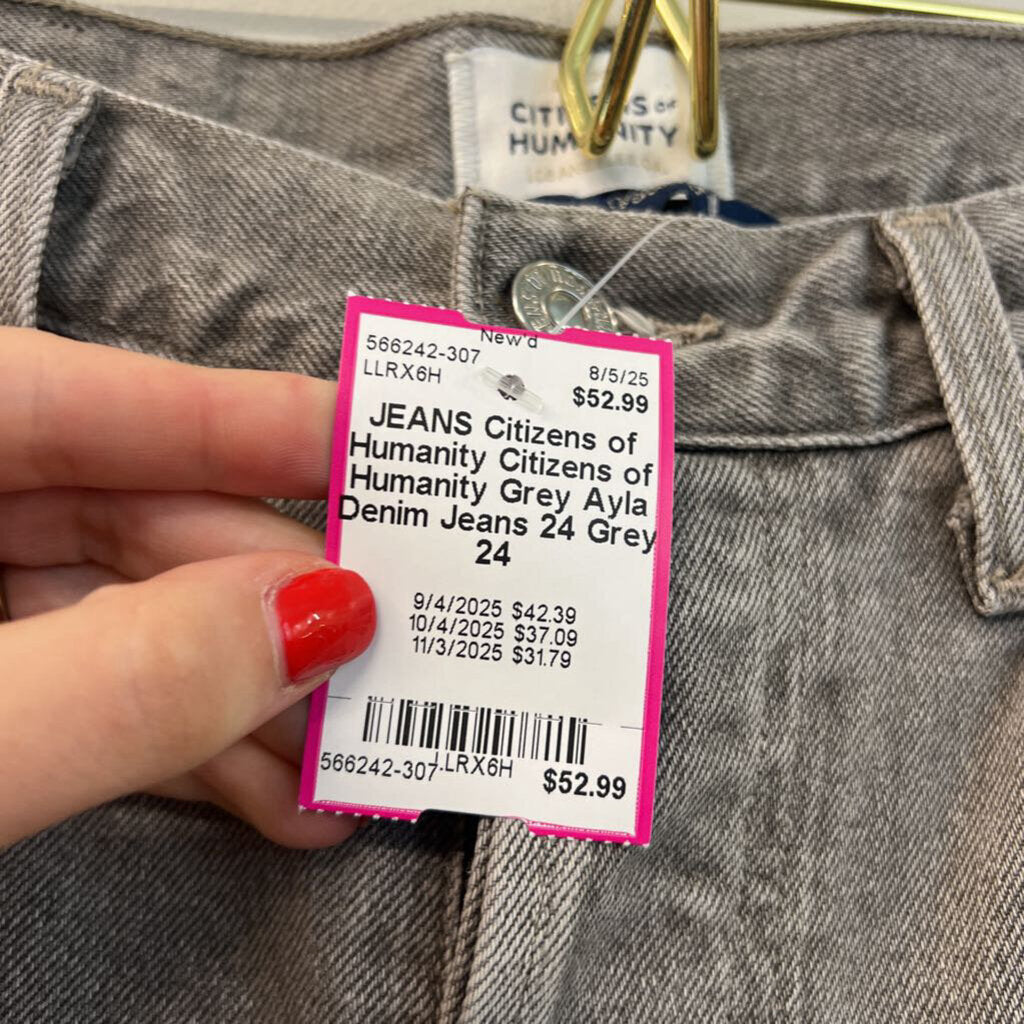 CITIZENS OF
HUMANITY
New'd
566242-307
8/5/25
LLRX6H
$52.99
JEANS Citizens of
Humanity Citizens of
Humanity Grey Ayla
Denim Jeans 24 Grey
24
9/4/2025 $42.39
10/4/2025 $37.09
11/3/2025 $31.79
566242-307 LLRX6H $52.99